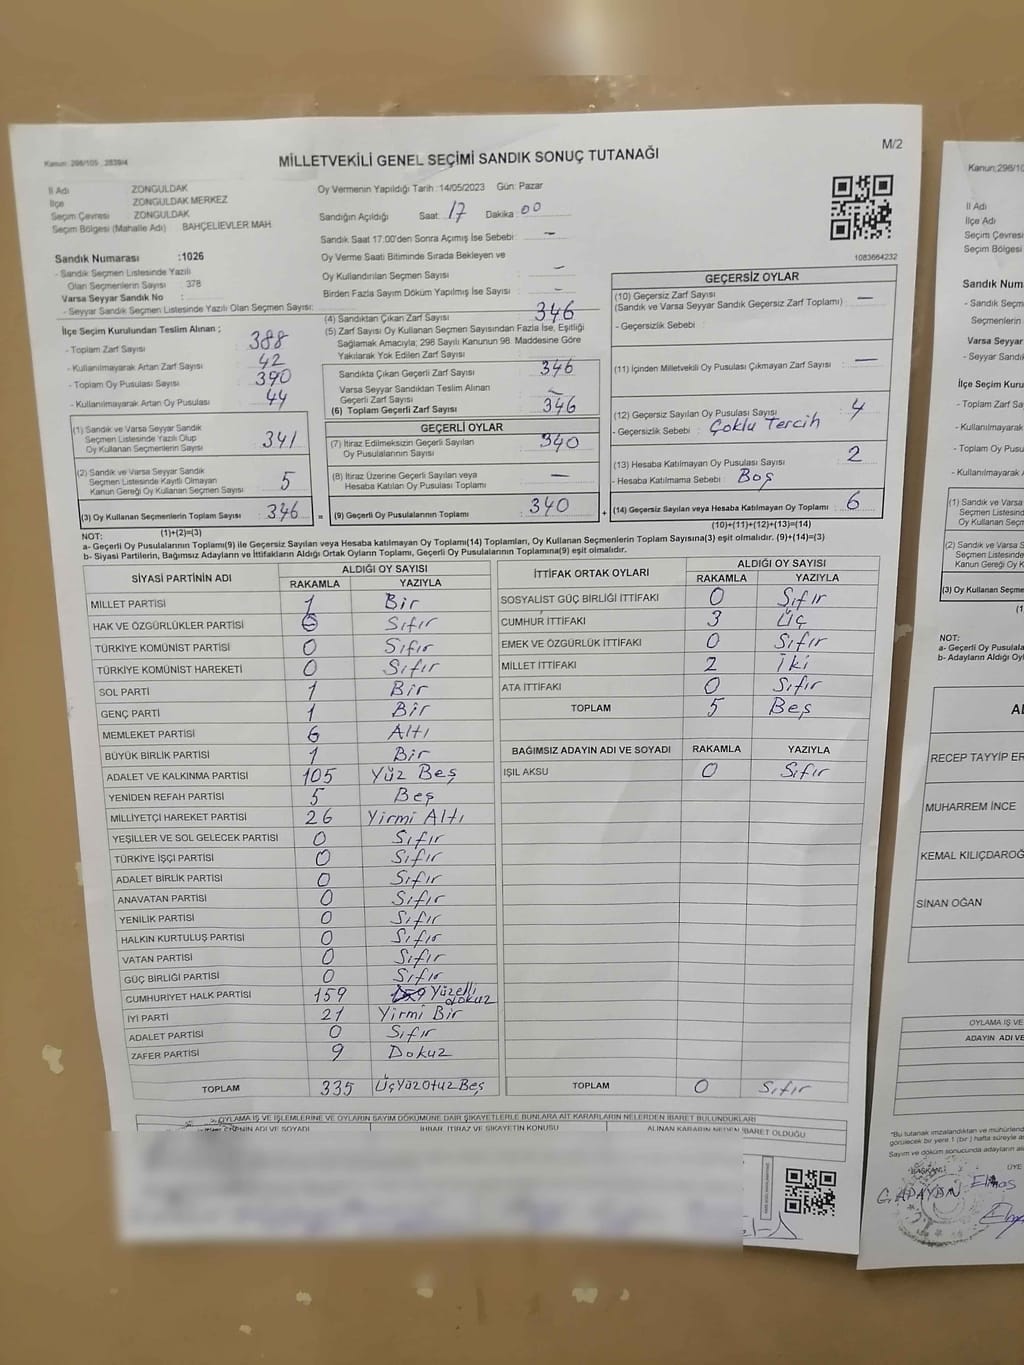 Kanun: 298/105 , 2839/4
MİLLETVEKİLİ GENEL SEÇİMİ SANDIK SONUÇ TUTANAĞI
M/2
İl Adı ZONGULDAK
İlçe ZONGULDAK MERKEZ
Seçim Çevresi ZONGULDAK
Seçim Bölgesi (Mahalle Adı) BAHÇELİEVLER MAH
Sandık Numarası :1026
- Sandık Seçmen Listesinde Yazılı
Olan Seçmenlerin Sayısı 378
Varsa Seyyar Sandık No :
- Seyyar Sandık Seçmen Listesinde Yazılı Olan Seçmen Sayısı:
İlçe Seçim Kurulundan Teslim Alınan ;
- Toplam Zarf Sayısı : 388
- Kullanılmayarak Artan Zarf Sayısı : 42
- Toplam Oy Pusulası Sayısı : 390
- Kullanılmayarak Artan Oy Pusulası : 44
(1) Sandık ve Varsa Seyyar Sandık
Seçmen Listesinde Yazılı Olup
Oy Kullanan Seçmenlerin Sayısı : 341
(2) Sandık ve Varsa Seyyar Sandık
Seçmen Listesinde Kayıtlı Olmayan
Kanun Gereği Oy Kullanan Seçmen Sayısı : 5
(3) Oy Kullanan Seçmenlerin Toplam Sayısı : 346
(1)+(2)=(3)
Oy Vermenin Yapıldığı Tarih :14/05/2023 Gün: Pazar
Sandığın Açıldığı Saat: 17 Dakika 00
Sandık Saat 17.00'den Sonra Açımış İse Sebebi: —
Oy Verme Saati Bitiminde Sırada Bekleyen ve
Oy Kullandırılan Seçmen Sayısı : —
Birden Fazla Sayım Döküm Yapılmış İse Sayısı : —
(4) Sandıktan Çıkan Zarf Sayısı : 346
(5) Zarf Sayısı Oy Kullanan Seçmen Sayısından Fazla İse, Eşitliği
Sağlamak Amacıyla; 298 Sayılı Kanunun 98. Maddesine Göre
Yakılarak Yok Edilen Zarf Sayısı : —
Sandıkta Çıkan Geçerli Zarf Sayısı : 346
Varsa Seyyar Sandıktan Teslim Alınan
Geçerli Zarf Sayısı : —
(6) Toplam Geçerli Zarf Sayısı : 346
GEÇERLİ OYLAR
(7) İtiraz Edilmeksizin Geçerli Sayılan
Oy Pusulalarının Sayısı : 340
(8) İtiraz Üzerine Geçerli Sayılan veya
Hesaba Katılan Oy Pusulası Toplamı : —
= (9) Geçerli Oy Pusulalarının Toplamı : 340
1083664232
GEÇERSİZ OYLAR
(10) Geçersiz Zarf Sayısı
(Sandık ve Varsa Seyyar Sandık Geçersiz Zarf Toplamı) : —
- Geçersizlik Sebebi :
(11) İçinden Milletvekili Oy Pusulası Çıkmayan Zarf Sayısı : —
(12) Geçersiz Sayılan Oy Pusulası Sayısı : 4
- Geçersizlik Sebebi : Çoklu Tercih
(13) Hesaba Katılmayan Oy Pusulası Sayısı : 2
- Hesaba Katılmama Sebebi : Boş
+ (14) Geçersiz Sayılan veya Hesaba Katılmayan Oy Toplamı : 6
(10)+(11)+(12)+(13)=(14)
NOT:
a- Geçerli Oy Pusulalarının Toplamı(9) ile Geçersiz Sayılan veya Hesaba katılmayan Oy Toplamı(14) Toplamları, Oy Kullanan Seçmenlerin Toplam Sayısına(3) eşit olmalıdır. (9)+(14)=(3)
b- Siyasi Partilerin, Bağımsız Adayların ve İttifakların Aldığı Ortak Oyların Toplamı, Geçerli Oy Pusulalarının Toplamına(9) eşit olmalıdır.
SİYASİ PARTİNİN ADI ALDIĞI OY SAYISI
RAKAMLA YAZIYLA
MİLLET PARTİSİ 1 Bir
HAK VE ÖZGÜRLÜKLER PARTİSİ 0 Sıfır
TÜRKİYE KOMÜNİST PARTİSİ 0 Sıfır
TÜRKİYE KOMÜNİST HAREKETİ 0 Sıfır
SOL PARTİ 1 Bir
GENÇ PARTİ 1 Bir
MEMLEKET PARTİSİ 6 Altı
BÜYÜK BİRLİK PARTİSİ 1 Bir
ADALET VE KALKINMA PARTİSİ 105 Yüz Beş
YENİDEN REFAH PARTİSİ 5 Beş
MİLLİYETÇİ HAREKET PARTİSİ 26 Yirmi Altı
YEŞİLLER VE SOL GELECEK PARTİSİ 0 Sıfır
TÜRKİYE İŞÇİ PARTİSİ 0 Sıfır
ADALET BİRLİK PARTİSİ 0 Sıfır
ANAVATAN PARTİSİ 0 Sıfır
YENİLİK PARTİSİ 0 Sıfır
HALKIN KURTULUŞ PARTİSİ 0 Sıfır
VATAN PARTİSİ 0 Sıfır
GÜÇ BİRLİĞİ PARTİSİ 0 Sıfır
CUMHURİYET HALK PARTİSİ 159 Yüzelli dokuz
İYİ PARTİ 21 Yirmi Bir
ADALET PARTİSİ 0 Sıfır
ZAFER PARTİSİ 9 Dokuz
TOPLAM 335 ÜçYüzOtuzBeş
İTTİFAK ORTAK OYLARI ALDIĞI OY SAYISI
RAKAMLA YAZIYLA
SOSYALİST GÜÇ BİRLİĞİ İTTİFAKI 0 Sıfır
CUMHUR İTTİFAKI 3 Üç
EMEK VE ÖZGÜRLÜK İTTİFAKI 0 Sıfır
MİLLET İTTİFAKI 2 İki
ATA İTTİFAKI 0 Sıfır
TOPLAM 5 Beş
BAĞIMSIZ ADAYIN ADI VE SOYADI RAKAMLA YAZIYLA
IŞIL AKSU 0 Sıfır
TOPLAM 0 Sıfır
OYLAMA İŞ VE İŞLEMLERİNE VE OYLARIN SAYIM DÖKÜMÜNE DAİR ŞİKAYETLERLE BUNLARA AİT KARARLARIN NELERDEN İBARET BULUNDUKLARI
ADI VE SOYADI İHBAR, İTİRAZ VE ŞİKAYETİN KONUSU ALINAN KARARIN NEDEN İBARET OLDUĞU
Kanun:298/10
İl Adı
İlçe Adı
Seçim Çevresi
Seçim Bölgesi
Sandık Num
- Sandık Seçm
Seçmenlerin
Varsa Seyyar
- Seyyar Sandık
İlçe Seçim Kur
- Toplam Zarf Sa
- Kullanılmayara
- Toplam Oy Pusu
- Kullanılmayarak A
(1) Sandık ve Varsa S
Seçmen Listesinde
Oy Kullanan Seçm
(2) Sandık ve Varsa S
Seçmen Listesinde
Kanun Gereği Oy K
(3) Oy Kullanan Seçme
NOT:
a- Geçerli Oy Pusula
b- Adayların Aldığı Oy
RECEP TAYYİP ER
MUHARREM İNCE
KEMAL KILIÇDAROĞ
SİNAN OĞAN
OYLAMA İŞ VE
ADAYIN ADI VE
"Bu tutanak imzalandıktan ve mühürlend
görülecek bir yere 1 (bir ) hafta süreyle as
Sayım ve döküm sonucunda adayların al
BAŞKAN ÜYE
G. APAYDIN Elmas